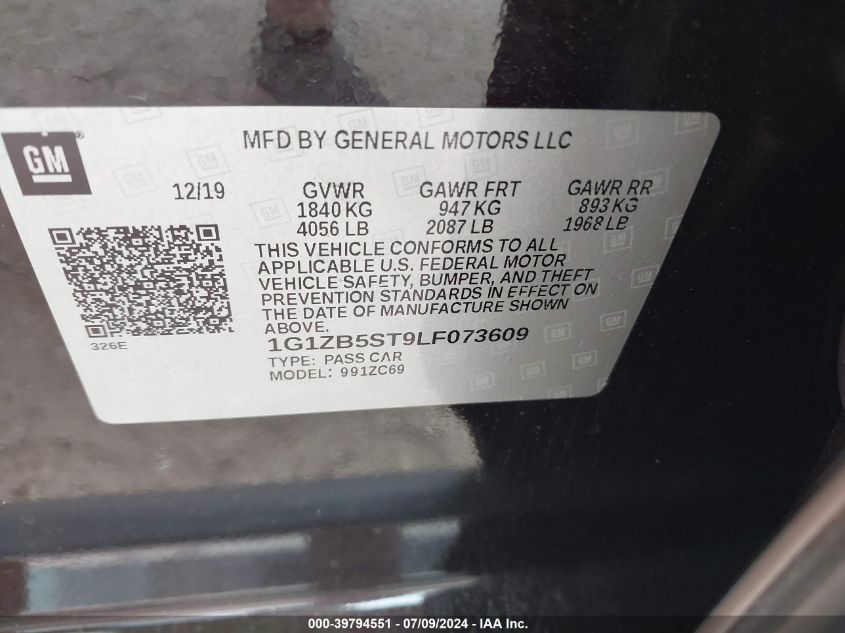 GM
MFD BY GENERAL MOTORS LLC
12/19 GVWR GAWR FRT GAWR RR
1840 KG 947 KG 893 KG
4056 LB 2087 LB 1968 LB
THIS VEHICLE CONFORMS TO ALL
APPLICABLE U.S. FEDERAL MOTOR
VEHICLE SAFETY, BUMPER, AND THEFT
PREVENTION STANDARDS IN EFFECT ON
THE DATE OF MANUFACTURE SHOWN
ABOVE.
326E
1G1ZB5ST9LF073609
TYPE: PASS CAR
MODEL: 991ZC69
000-39794551 / 07/09/2024 - IAA Inc.